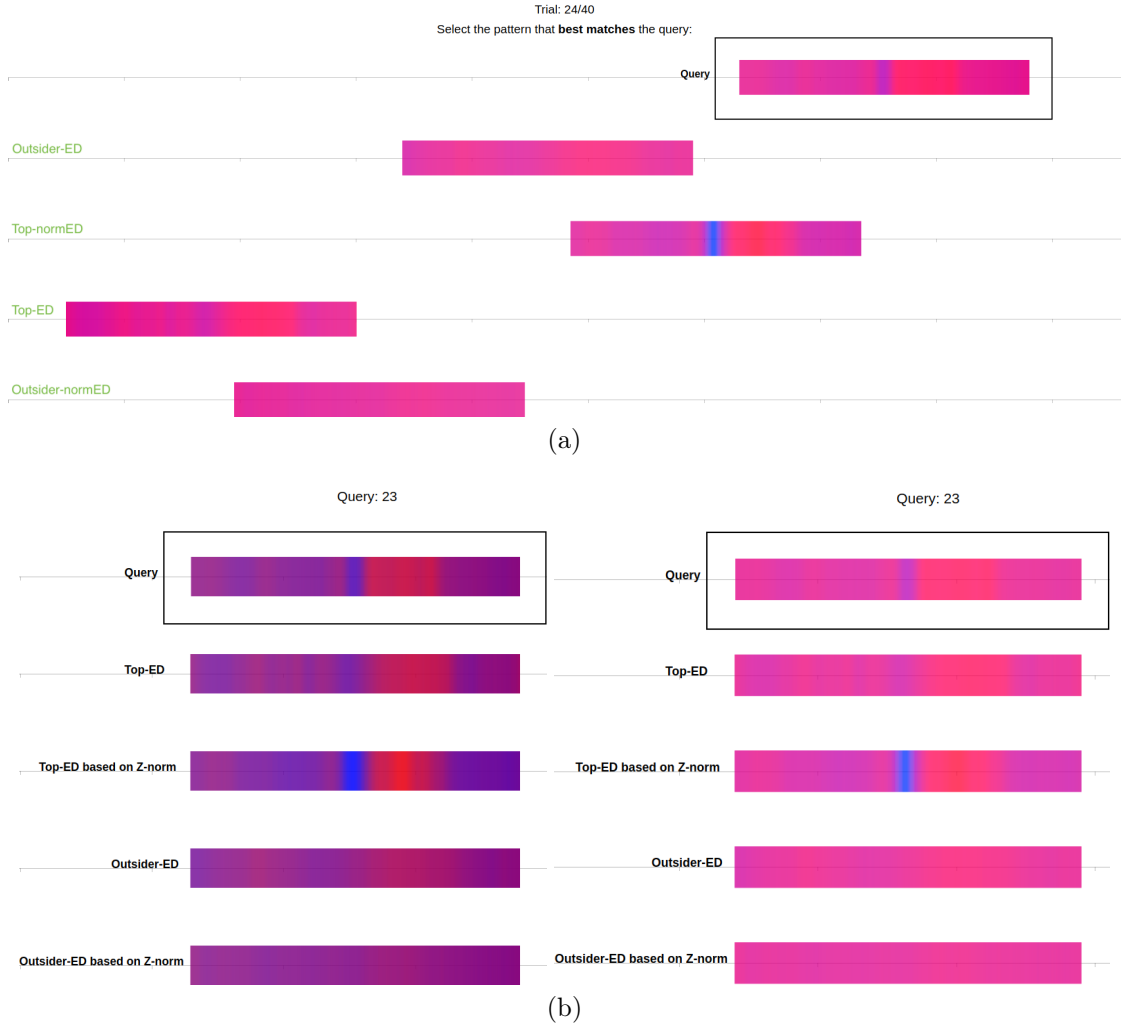 Trial: 24/40
Select the pattern that best matches the query:
Query
Outsider-ED
Top-normED
Top-ED
Outsider-normED
(a)
Query: 23
Query
Top-ED
Top-ED based on Z-norm
Outsider-ED
Outsider-ED based on Z-norm
Query: 23
Query
Top-ED
Top-ED based on Z-norm
Outsider-ED
Outsider-ED based on Z-norm
(b)